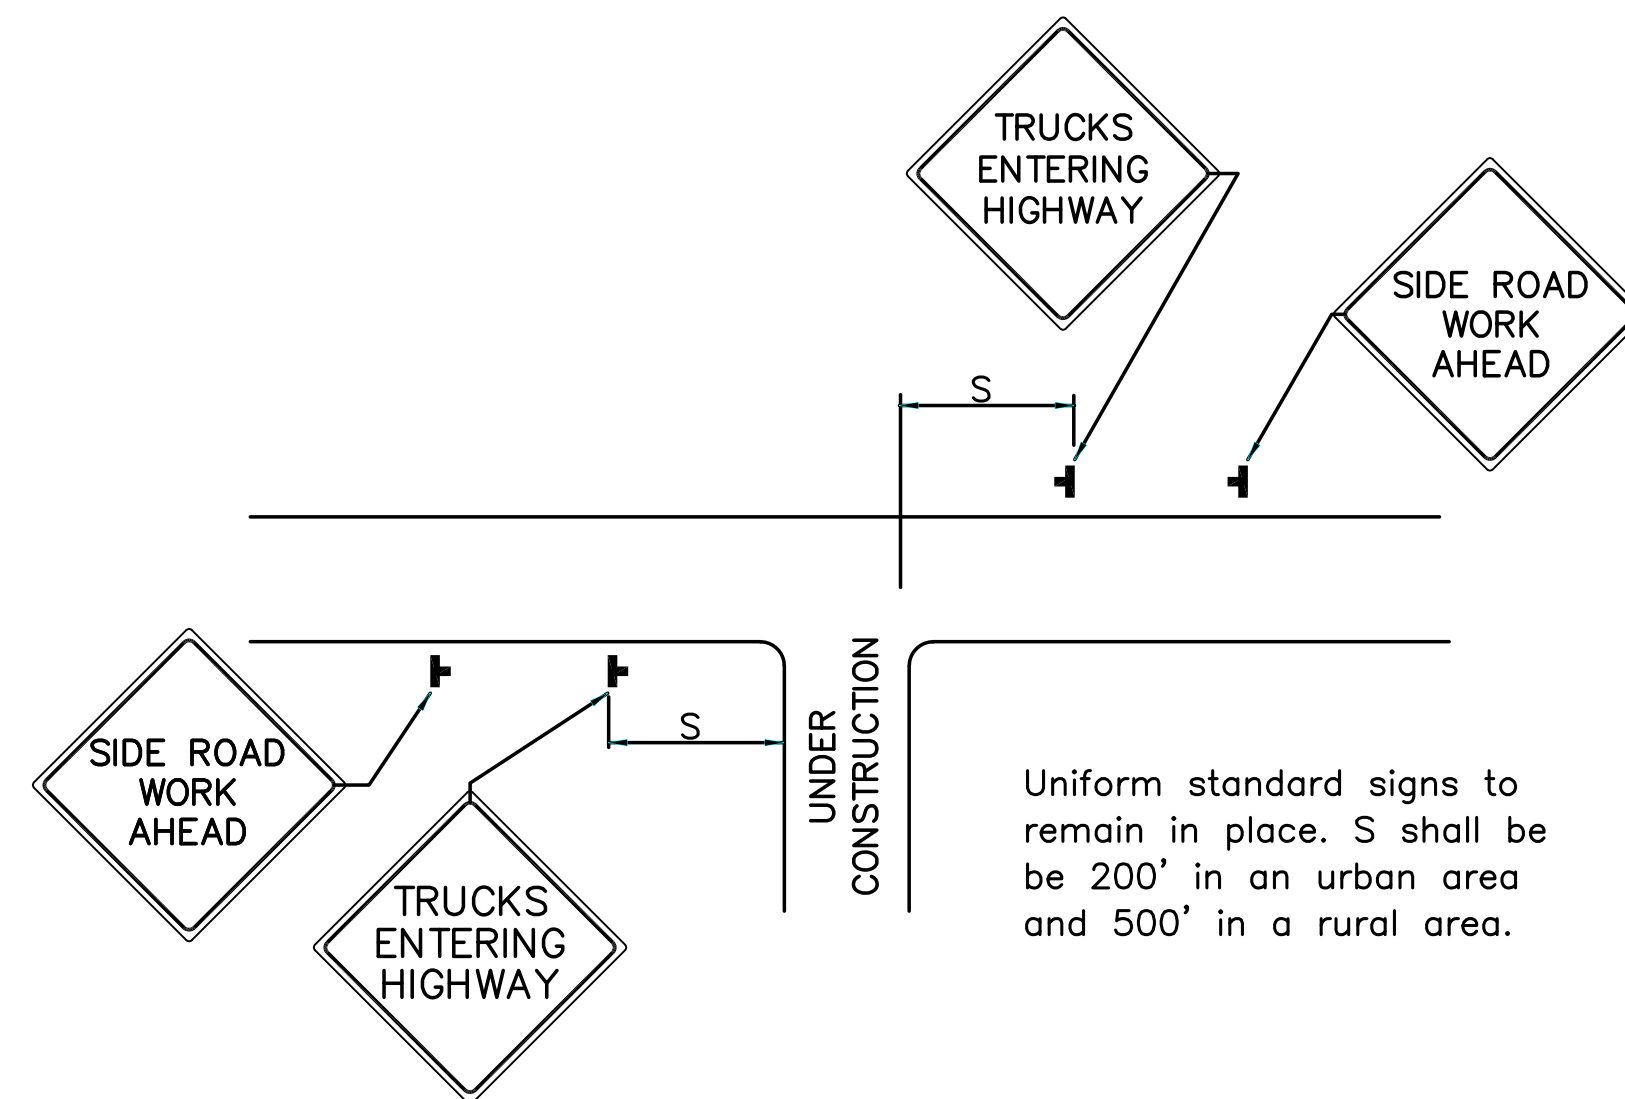 TRUCKS
ENTERING
HIGHWAY
SIDE ROAD
WORK
AHEAD
S
SIDE ROAD
WORK
AHEAD
S
TRUCKS
ENTERING
HIGHWAY
UNDER
CONSTRUCTION
Uniform standard signs to
remain in place. S shall be
be 200' in an urban area
and 500' in a rural area.